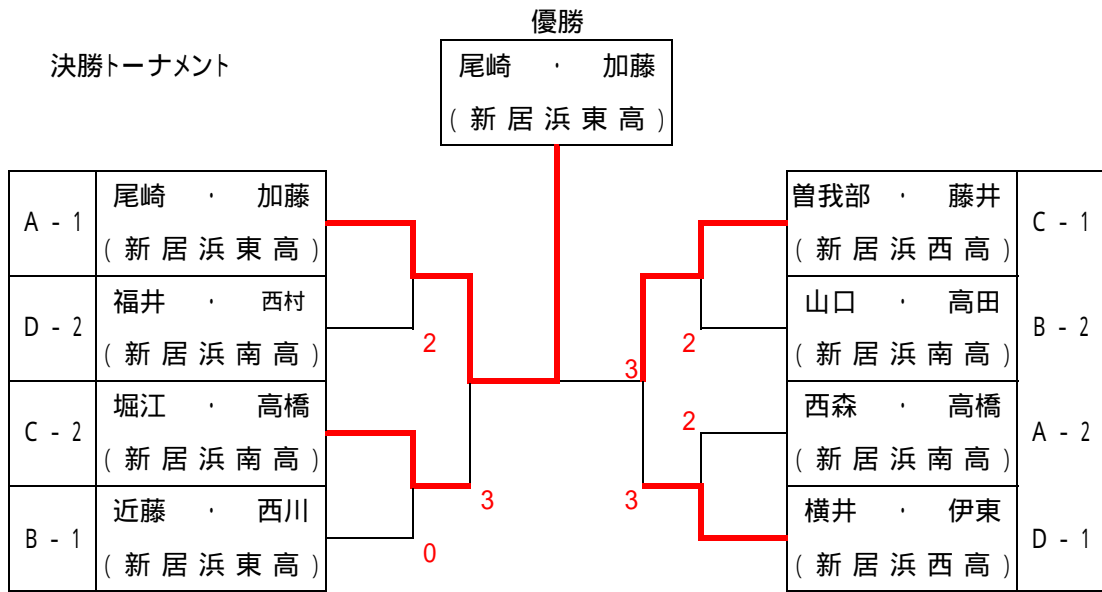 優勝
決勝トーナメント
尾崎 ・ 加藤
(新居浜東高)
A - 1
尾崎 ・ 加藤
(新居浜東高)
D - 2
福井 ・ 西村
(新居浜南高)
C - 2
堀江 ・ 高橋
(新居浜南高)
B - 1
近藤 ・ 西川
(新居浜東高)
2
3
0
3
2
2
3
曽我部 ・ 藤井
(新居浜西高)
C - 1
山口 ・ 高田
(新居浜南高)
B - 2
西森 ・ 高橋
(新居浜南高)
A - 2
横井 ・ 伊東
(新居浜西高)
D - 1